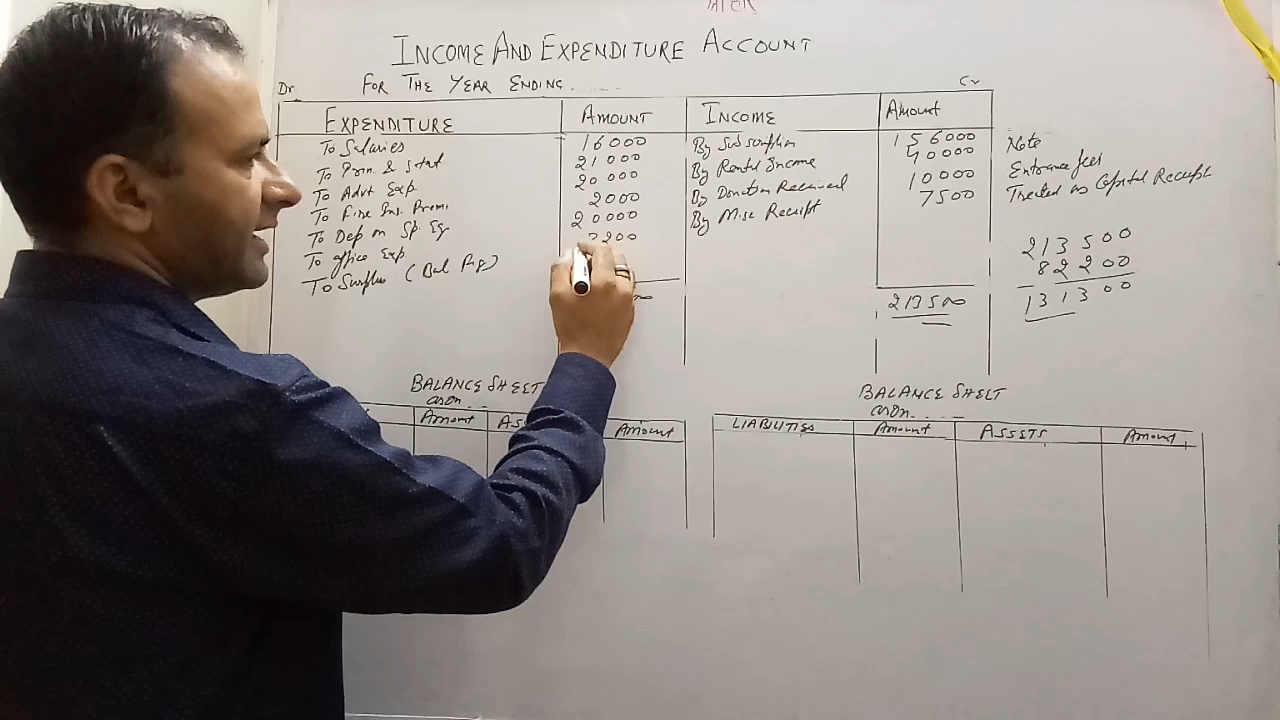 INCOME AND EXPENDITURE ACCOUNT
Dr. FOR THE YEAR ENDING........ Cr
EXPENDITURE AMOUNT INCOME Amount
To Salaries 16000 By Subscription 156000 Note
To Prin. & Stat 21000 By Rental Income 40000 Entrance fees
To Advt Exp. 20000 By Donation Received 10000 Treated as Capital Receipt
To Fire Ins. Premi. 2000 By Misc Receipt 7500
To Dep on Sp. Eq 20000
To office Exp. 3200
To Surplus (Bal Fig)
213500
213500
82200
131300
BALANCE SHEET
as on....
Amount Amount
BALANCE SHEET
as on.....
LIABILITIES Amount ASSETS Amount